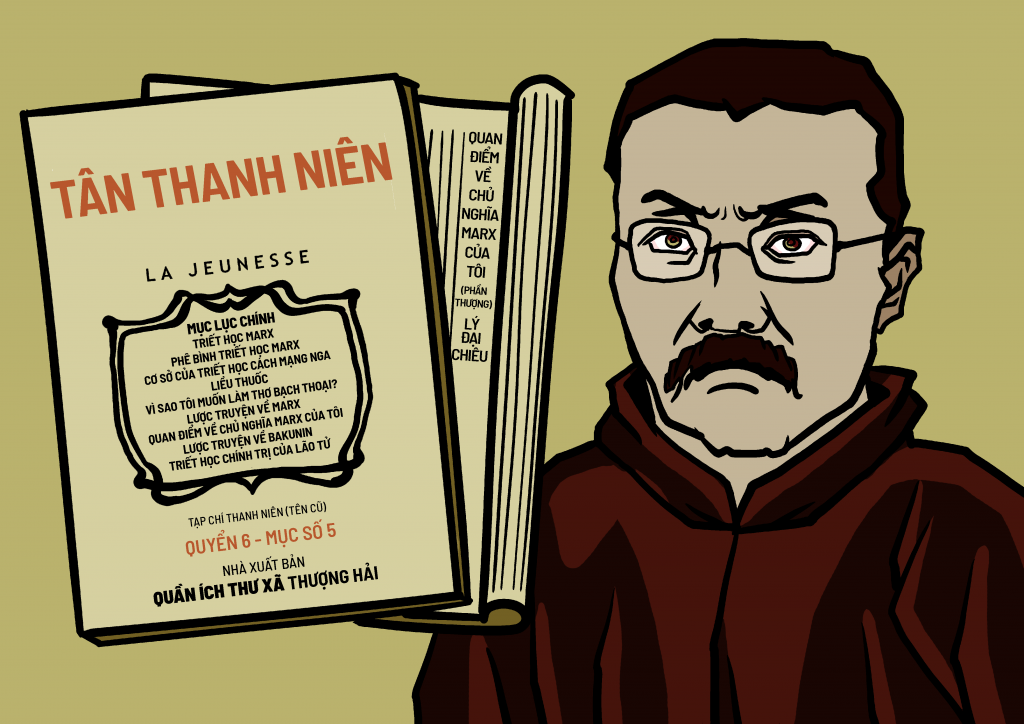 TÂN THANH NIÊN
LA JEUNESSE
MỤC LỤC CHÍNH
TRIẾT HỌC MARX
PHÊ BÌNH TRIẾT HỌC MARX
CƠ SỞ CỦA TRIẾT HỌC CÁCH MẠNG NGA
LIỀU THUỐC
VÌ SAO TÔI MUỐN LÀM THƠ BẠCH THOẠI?
LƯỢC TRUYỆN VỀ MARX
QUAN ĐIỂM VỀ CHỦ NGHĨA MARX CỦA TÔI
LƯỢC TRUYỆN VỀ BAKUNIN
TRIẾT HỌC CHÍNH TRỊ CỦA LÃO TỬ
TẠP CHÍ THANH NIÊN (TÊN CŨ)
QUYỂN 6 - MỤC SỐ 5
NHÀ XUẤT BẢN
QUẦN ÍCH THƯ XÃ THƯỢNG HẢI
QUAN
ĐIỂM
VỀ
CHỦ
NGHĨA
MARX
CỦA
TÔI
(PHẦN
THƯỢNG)
LÝ
ĐẠI
CHIÊU